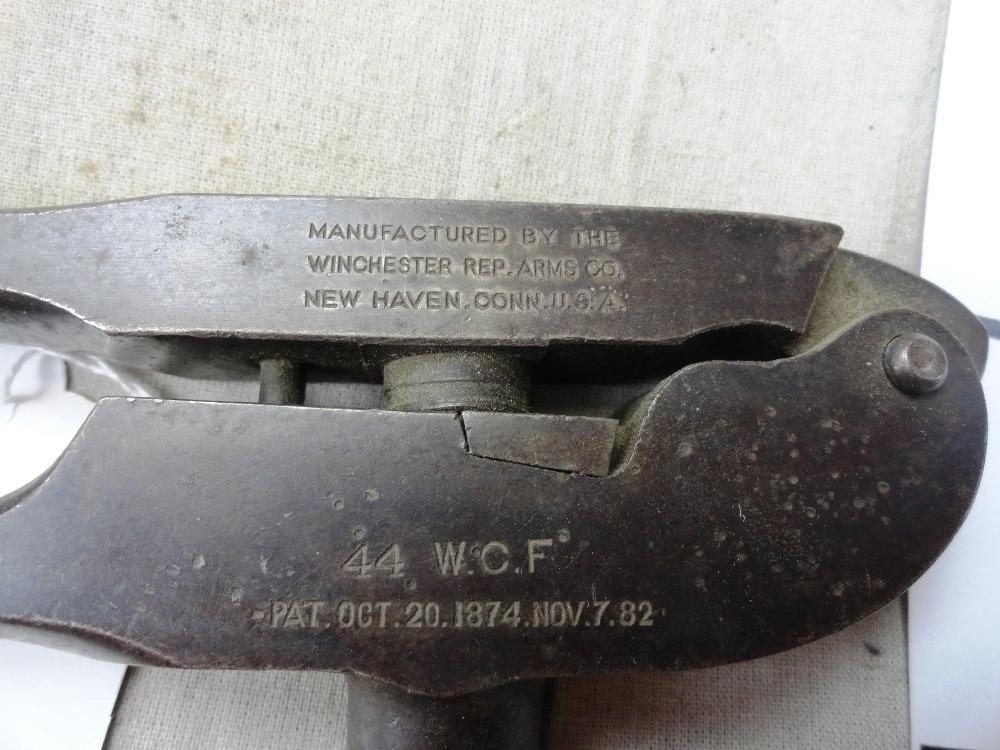 MANUFACTURED BY THE
WINCHESTER REP. ARMS CO.
NEW HAVEN. CONN. U.S.A.
44 W.C.F
PAT. OCT. 20. 1874. NOV. 7. 82